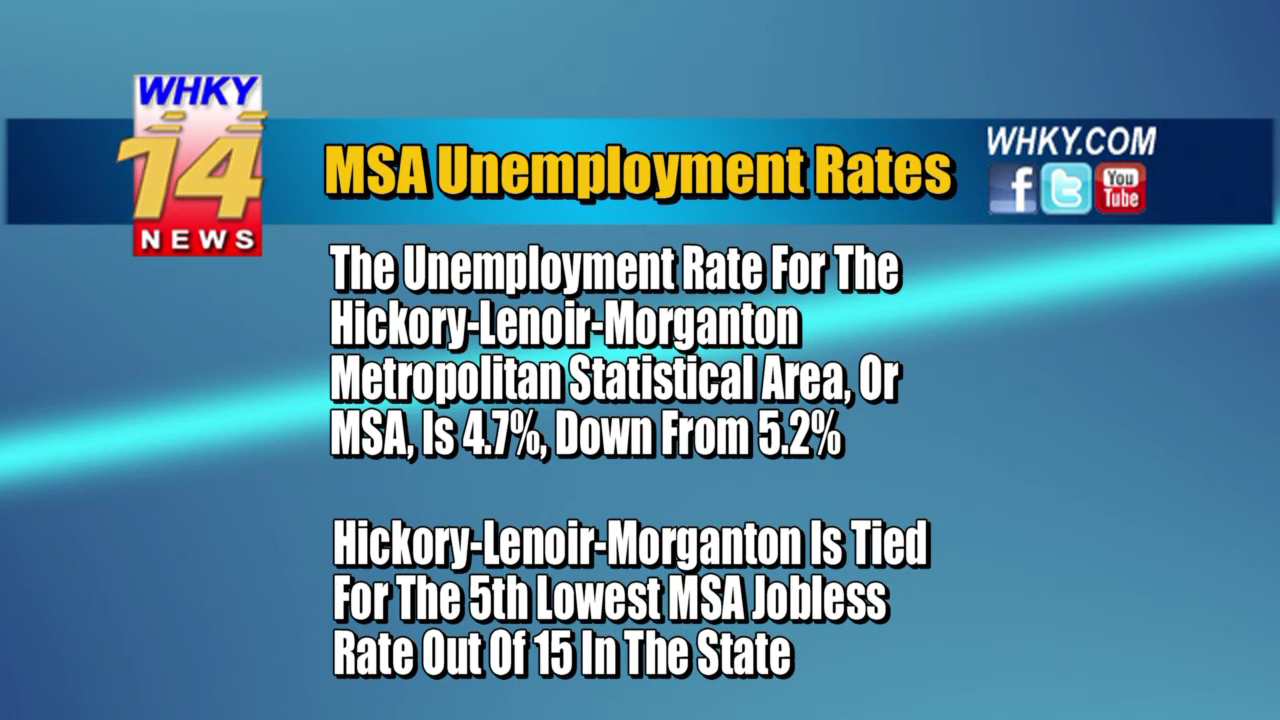 WHKY
14
NEWS
MSA Unemployment Rates
WHKY.COM
f
t
You
Tube
The Unemployment Rate For The
Hickory-Lenoir-Morganton
Metropolitan Statistical Area, Or
MSA, Is 4.7%, Down From 5.2%
Hickory-Lenoir-Morganton Is Tied
For The 5th Lowest MSA Jobless
Rate Out Of 15 In The State